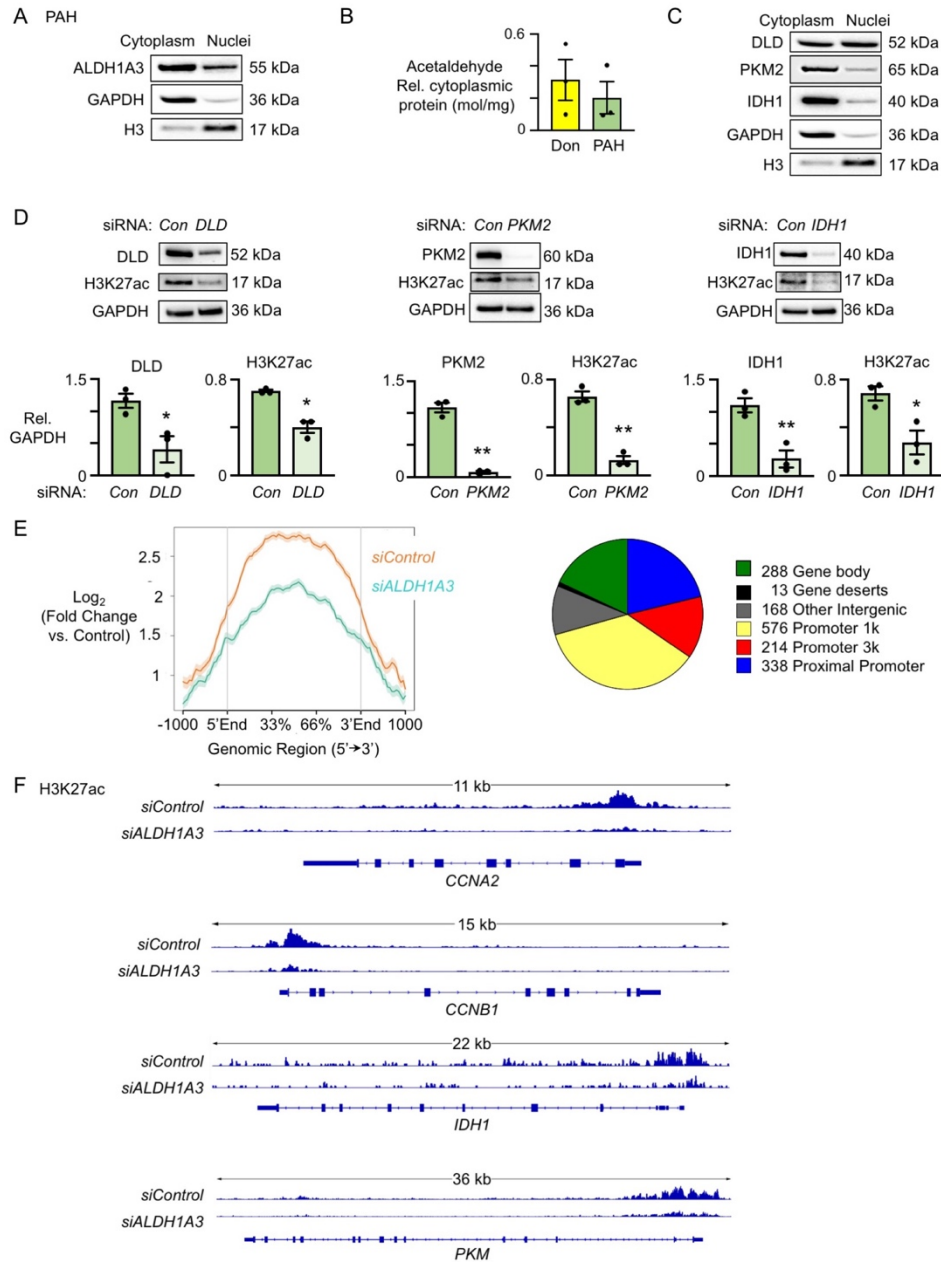 A PAH
Cytoplasm Nuclei
ALDH1A3 55 kDa
GAPDH 36 kDa
H3 17 kDa
B
Acetaldehyde
Rel. cytoplasmic
protein (mol/mg)
0.6
0
Don PAH
C
Cytoplasm Nuclei
DLD 52 kDa
PKM2 65 kDa
IDH1 40 kDa
GAPDH 36 kDa
H3 17 kDa
D
siRNA: Con DLD
DLD 52 kDa
H3K27ac 17 kDa
GAPDH 36 kDa
siRNA: Con PKM2
PKM2 60 kDa
H3K27ac 17 kDa
GAPDH 36 kDa
siRNA: Con IDH1
IDH1 40 kDa
H3K27ac 17 kDa
GAPDH 36 kDa
Rel.
GAPDH
DLD
1.5
0
*
siRNA: Con DLD
H3K27ac
0.8
0
*
Con DLD
PKM2
1.5
0
**
Con PKM2
H3K27ac
0.8
0
**
Con PKM2
IDH1
1.5
0
**
Con IDH1
H3K27ac
0.8
0
*
Con IDH1
E
Log2
(Fold Change
vs. Control)
2.5
2
1.5
1
siControl
siALDH1A3
-1000 5'End 33% 66% 3'End 1000
Genomic Region (5'→3')
288 Gene body
13 Gene deserts
168 Other Intergenic
576 Promoter 1k
214 Promoter 3k
338 Proximal Promoter
F H3K27ac
11 kb
siControl
siALDH1A3
CCNA2
15 kb
siControl
siALDH1A3
CCNB1
22 kb
siControl
siALDH1A3
IDH1
36 kb
siControl
siALDH1A3
PKM